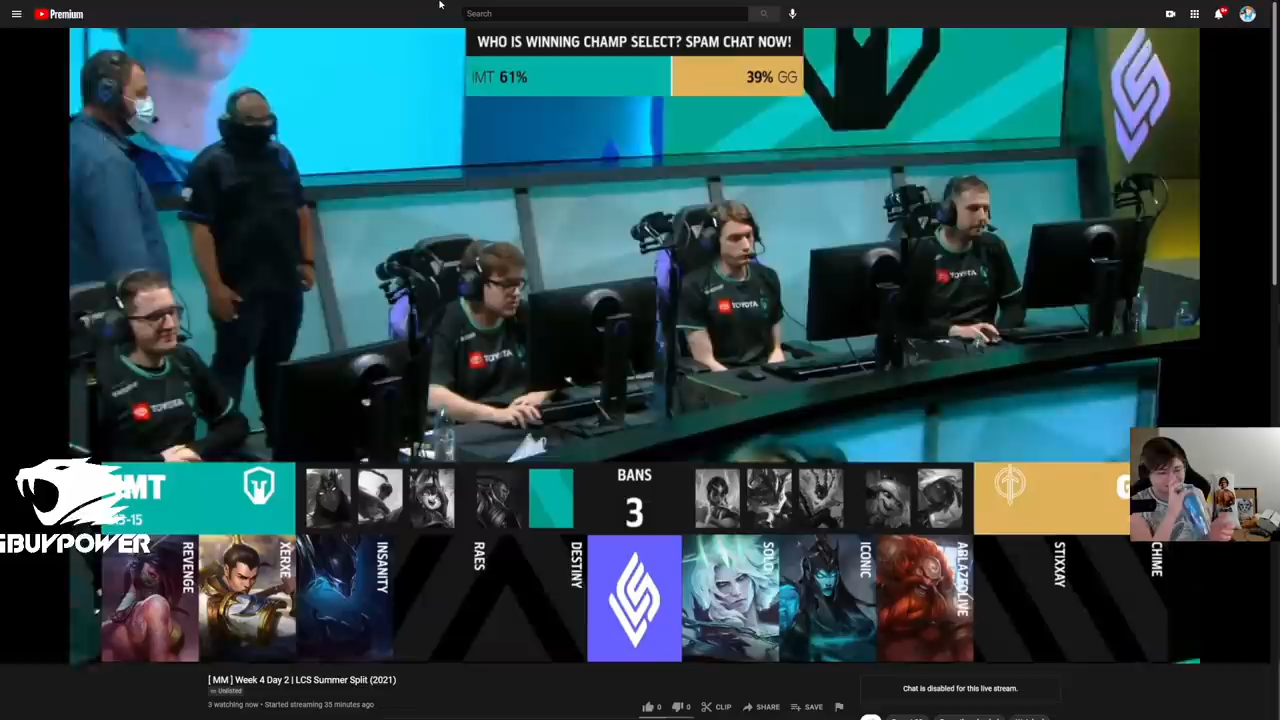 Premium
Search
9+
WHO IS WINNING CHAMP SELECT? SPAM CHAT NOW!
IMT 61%
39% GG
TOYOTA
TOYOTA
TOYOTA
TOYOTA
IMT
-15
iBUYPOWER
BANS
3
G
REVENGE
XERXE
INSANITY
RAES
DESTINY
SOLO
ICONIC
ABLAZEOLIVE
STIXXAY
CHIME
[ MM ] Week 4 Day 2 | LCS Summer Split (2021)
Unlisted
3 watching now • Started streaming 35 minutes ago
0
0
CLIP
SHARE
SAVE
Chat is disabled for this live stream.